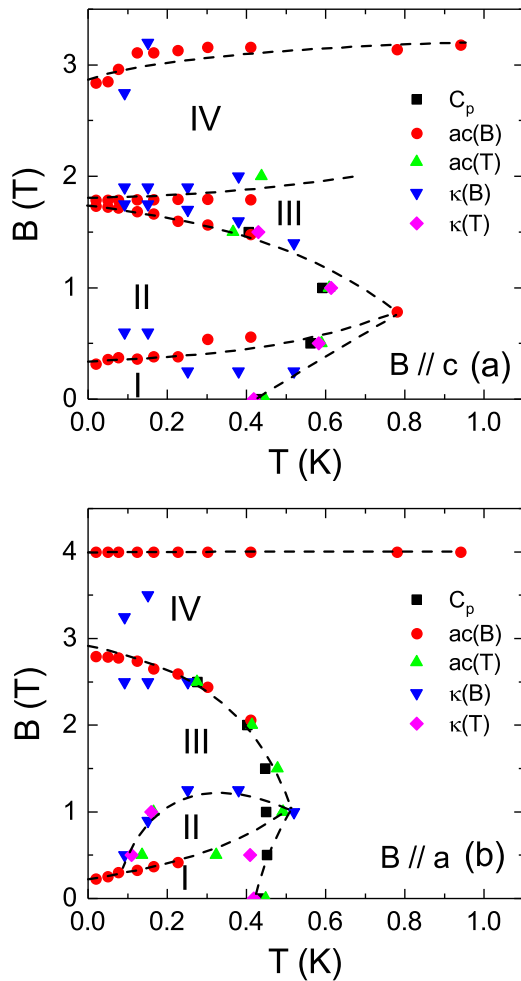 3
2
1
0
B (T)
IV
III
II
I
C_p
ac(B)
ac(T)
κ(B)
κ(T)
B // c (a)
0.0 0.2 0.4 0.6 0.8 1.0
T (K)
4
3
2
1
0
B (T)
IV
III
II
I
C_p
ac(B)
ac(T)
κ(B)
κ(T)
B // a (b)
0.0 0.2 0.4 0.6 0.8 1.0
T (K)